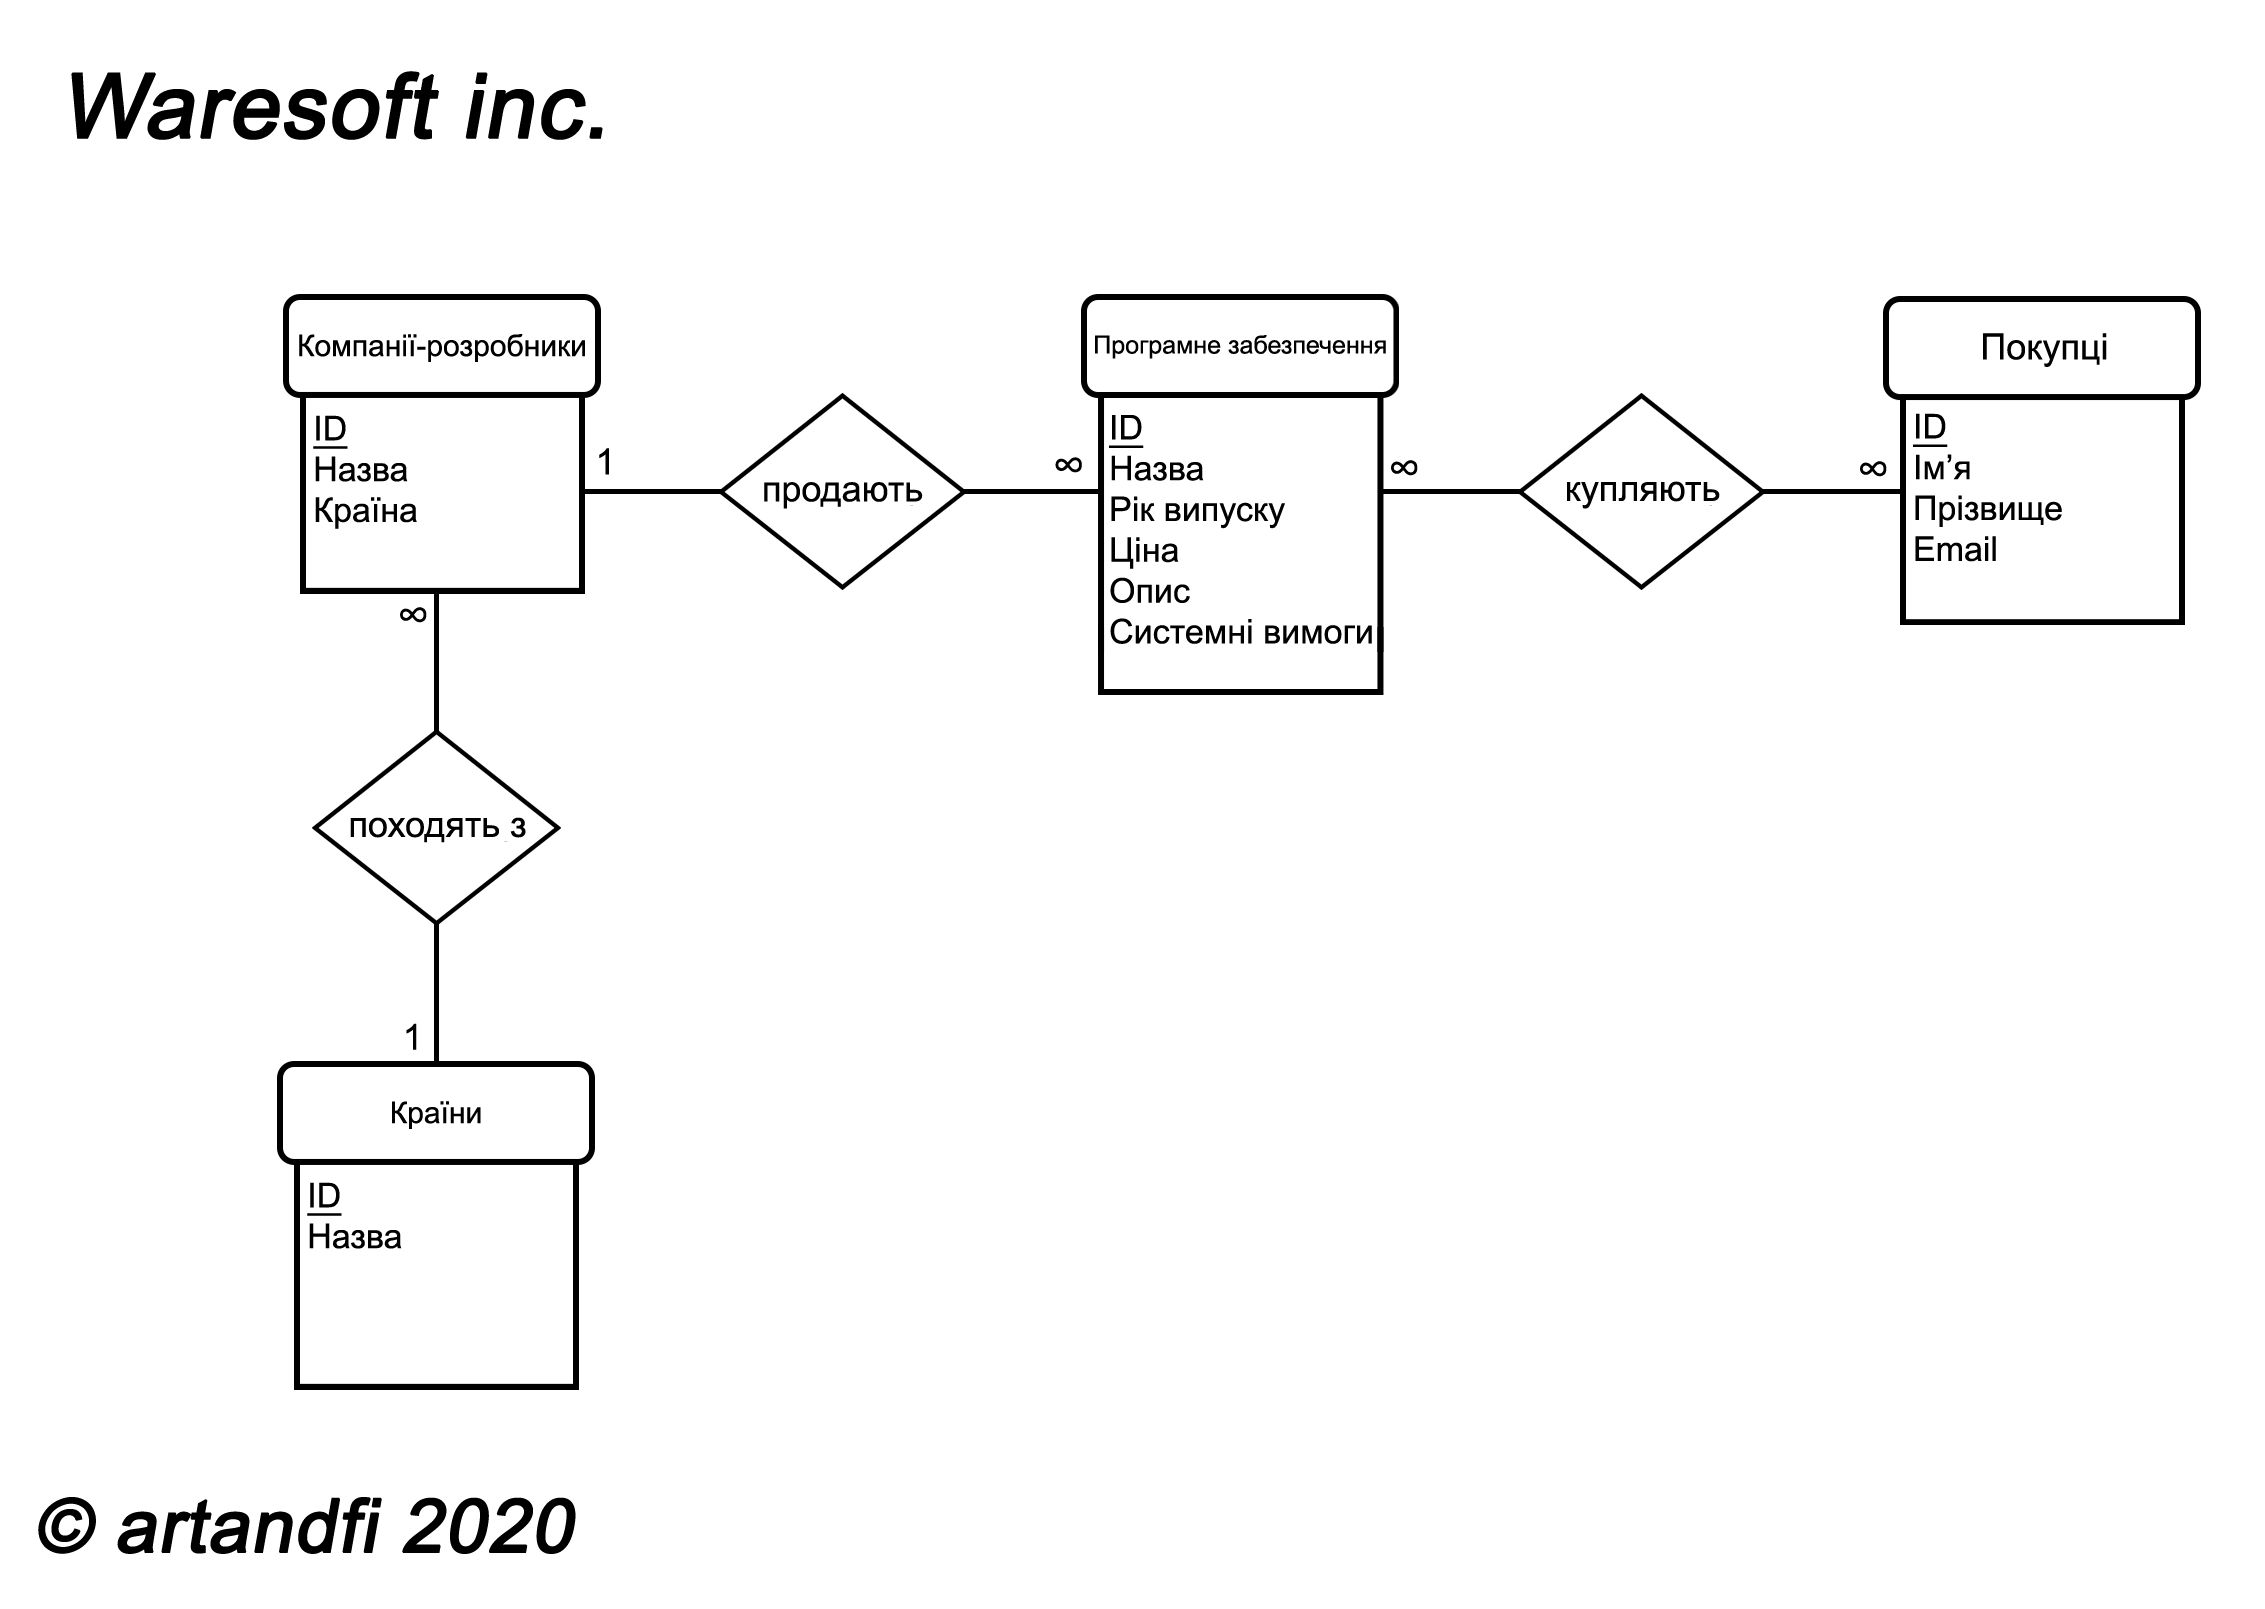 Waresoft inc.
Компанії-розробники
ID
Назва
Країна
1
продають
∞
Програмне забезпечення
ID
Назва
Рік випуску
Ціна
Опис
Системні вимоги
∞
купляють
∞
Покупці
ID
Ім’я
Прізвище
Email
∞
походять з
1
Країни
ID
Назва
© artandfi 2020